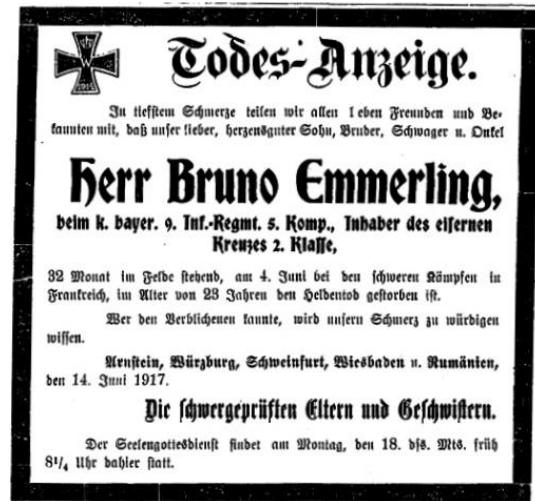 W
1914
Todes-Anzeige.
In tiefstem Schmerze teilen wir allen l eben Freunden und Be-
kannten mit, daß unser lieber, herzensguter Sohn, Bruder, Schwager u. Onkel
Herr Bruno Emmerling,
beim k. bayer. 9. Inf.-Regmt. 5. Komp., Inhaber des eisernen
Kreuzes 2. Klasse,
32 Monat im Felde stehend, am 4. Juni bei den schweren Kämpfen in
Frankreich, im Alter von 23 Jahren den Heldentod gestorben ist.
Wer den Verblichenen kannte, wird unsern Schmerz zu würdigen
wissen.
Arnstein, Würzburg, Schweinfurt, Wiesbaden u. Rumänien,
den 14. Juni 1917.
Die schwergeprüften Eltern und Geschwistern.
Der Seelengottesdienst findet am Montag, den 18. dss. Mts. früh
8¼ Uhr dahier statt.